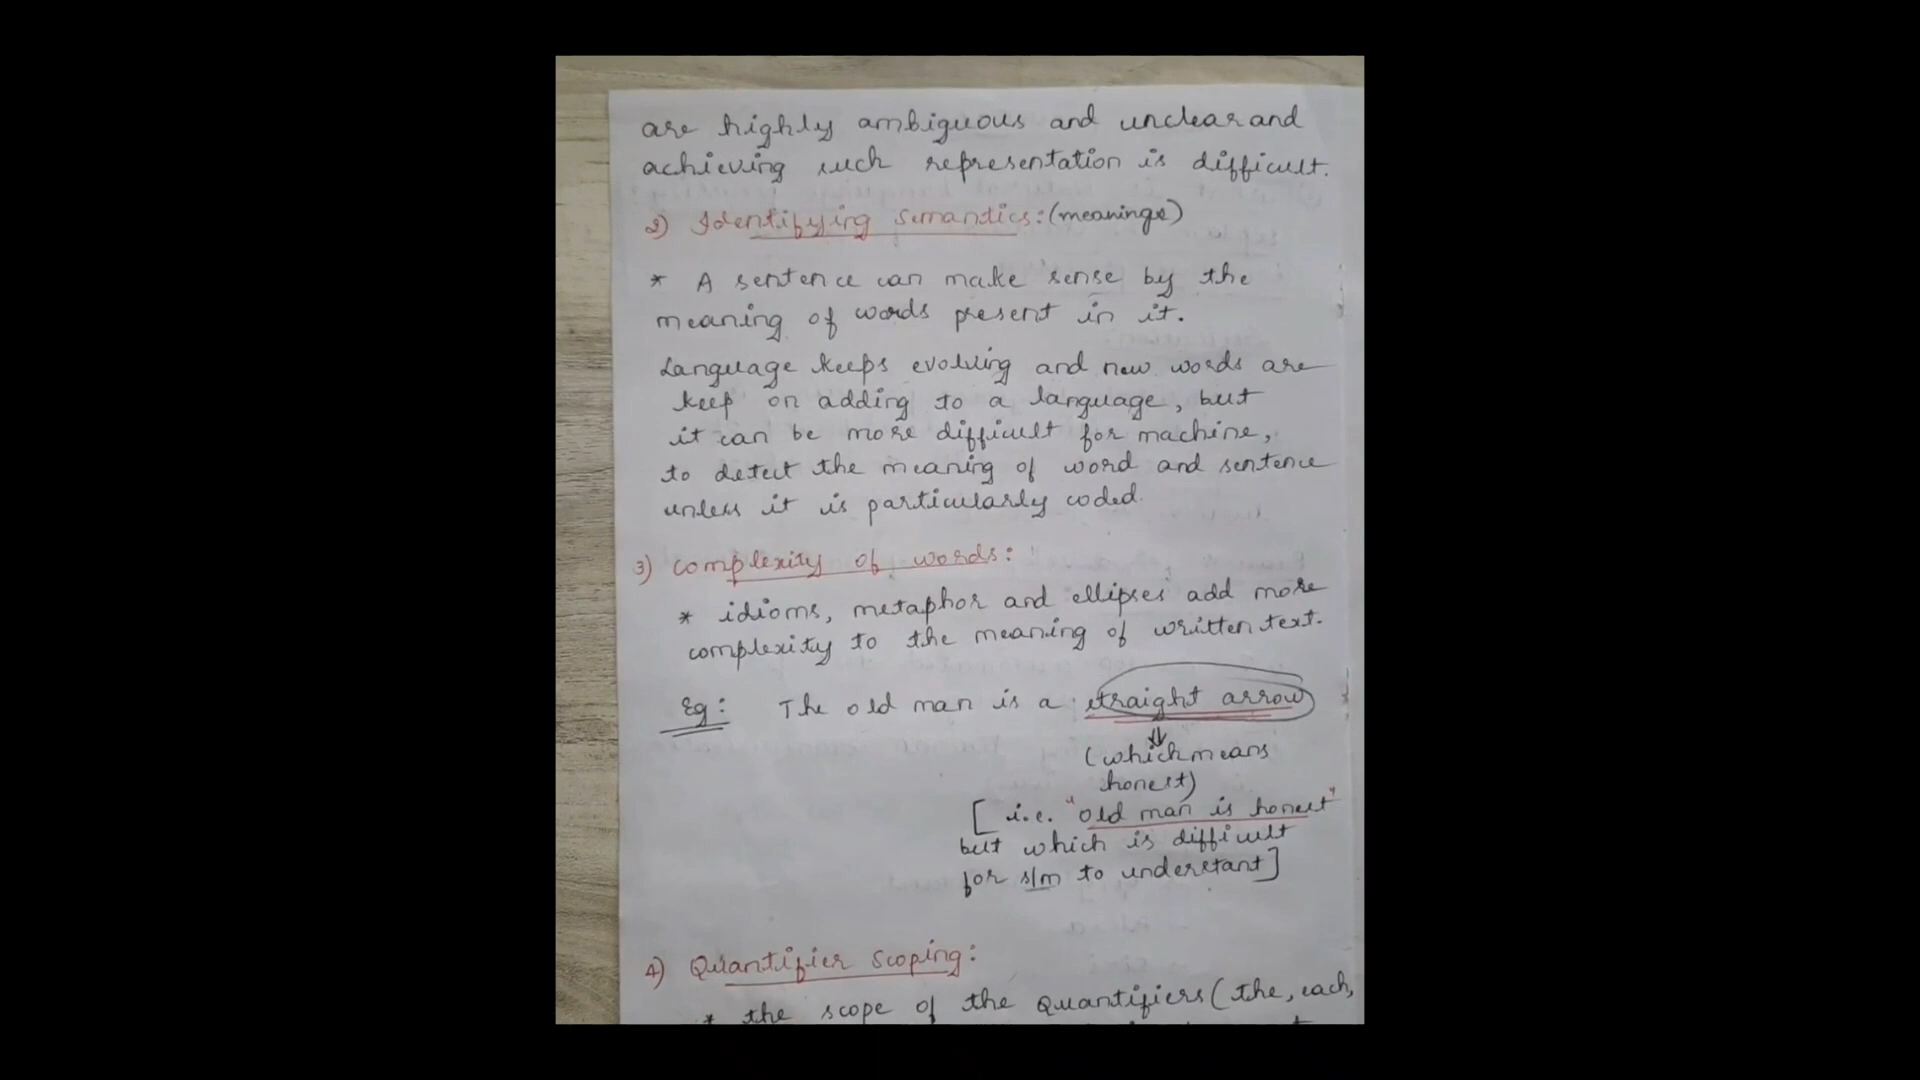 are highly ambiguous and unclear and
achieving such representation is difficult.
2) Identifying Semantics: (meanings)
* A sentence can make sense by the
meaning of words present in it.
Language keeps evolving and new words are
keep on adding to a language, but
it can be more difficult for machine,
to detect the meaning of word and sentence
unless it is particularly coded.
3) Complexity of words:
* idioms, metaphor and ellipses add more
complexity to the meaning of written text.
Eg: The old man is a straight arrow
(which means
honest)
[i.e. "old man is honest"
but which is difficult
for s/m to understant]
4) Quantifier Scoping:
* the scope of the Quantifiers (the, each,